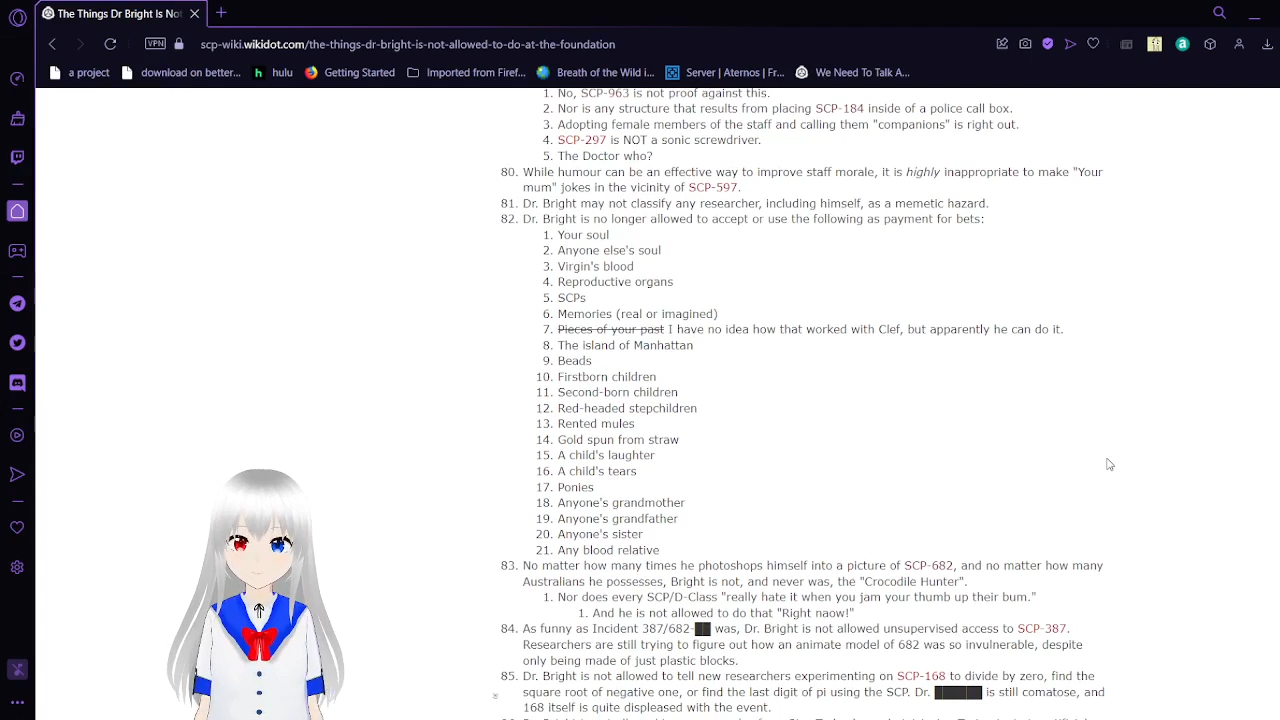 The Things Dr Bright Is Not
scp-wiki.wikidot.com/the-things-dr-bright-is-not-allowed-to-do-at-the-foundation
VPN
a project
download on better...
hulu
Getting Started
Imported from Firef...
Breath of the Wild i...
Server | Aternos | Fr...
We Need To Talk A...
1. No, SCP-963 is not proof against this.
2. Nor is any structure that results from placing SCP-184 inside of a police call box.
3. Adopting female members of the staff and calling them "companions" is right out.
4. SCP-297 is NOT a sonic screwdriver.
5. The Doctor who?
80. While humour can be an effective way to improve staff morale, it is highly inappropriate to make "Your
mum" jokes in the vicinity of SCP-597.
81. Dr. Bright may not classify any researcher, including himself, as a memetic hazard.
82. Dr. Bright is no longer allowed to accept or use the following as payment for bets:
1. Your soul
2. Anyone else's soul
3. Virgin's blood
4. Reproductive organs
5. SCPs
6. Memories (real or imagined)
7. Pieces of your past I have no idea how that worked with Clef, but apparently he can do it.
8. The island of Manhattan
9. Beads
10. Firstborn children
11. Second-born children
12. Red-headed stepchildren
13. Rented mules
14. Gold spun from straw
15. A child's laughter
16. A child's tears
17. Ponies
18. Anyone's grandmother
19. Anyone's grandfather
20. Anyone's sister
21. Any blood relative
83. No matter how many times he photoshops himself into a picture of SCP-682, and no matter how many
Australians he possesses, Bright is not, and never was, the "Crocodile Hunter".
1. Nor does every SCP/D-Class "really hate it when you jam your thumb up their bum."
1. And he is not allowed to do that "Right naow!"
84. As funny as Incident 387/682-██ was, Dr. Bright is not allowed unsupervised access to SCP-387.
Researchers are still trying to figure out how an animate model of 682 was so invulnerable, despite
only being made of just plastic blocks.
85. Dr. Bright is not allowed to tell new researchers experimenting on SCP-168 to divide by zero, find the
square root of negative one, or find the last digit of pi using the SCP. Dr. ██████ is still comatose, and
168 itself is quite displeased with the event.